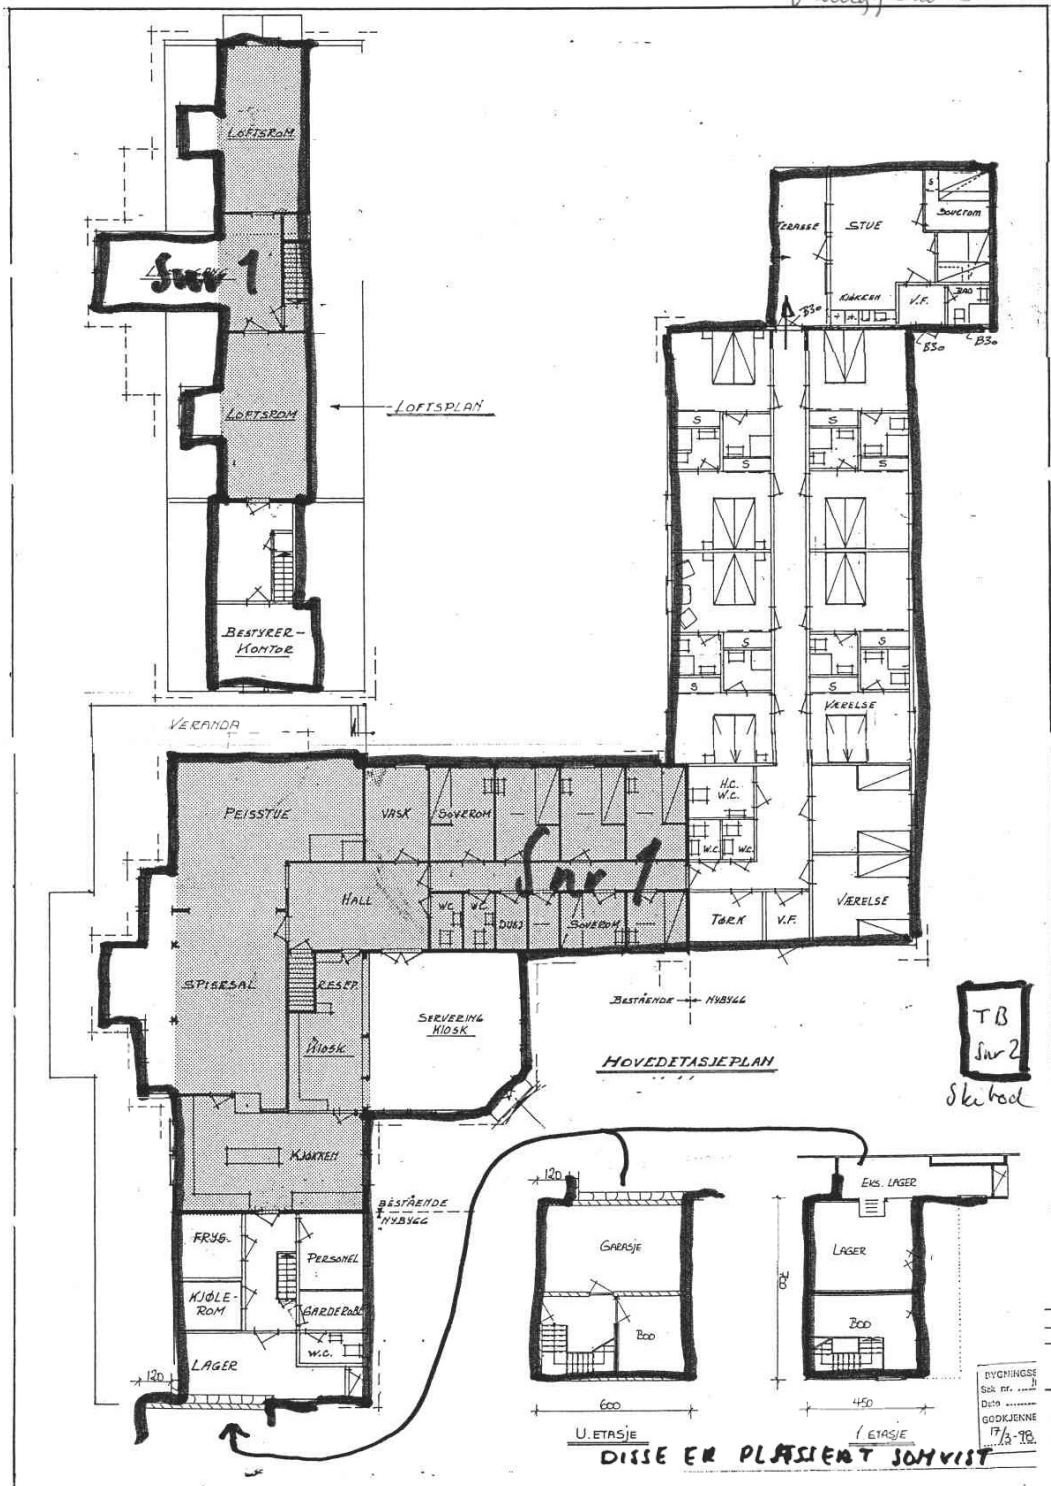 LOFTSROM
Snr 1
LOFTSROM
LOFTSPLAN
BESTYRER-
KONTOR
TERASSE
STUE
S
SOVEROM
KJØKKEN
V.F.
BAD
B30
B30
B30
S
S
S
S
S
S
S
S
VÆRELSE
VERANDA
PEISSTUE
VASK
SOVEROM
H.C.
W.C.
W.C.
W.C.
Snr 1
HALL
W.C.
W.C.
DUSJ
SOVEROM
TØRK
V.F.
VÆRELSE
SPISESAL
RESEP.
KIOSK
SERVERING
KIOSK
BESTÅENDE
NYBYGG
HOVEDETASJEPLAN
TB
Snr 2
Skibod
KJØKKEN
BESTÅENDE
NYBYGG
FRYS
PERSONEL
KJØLE-
ROM
GARDEROBE
W.C.
LAGER
120
120
GARASJE
BOD
600
U.ETASJE
EKS. LAGER
LAGER
BOD
450
1. ETASJE
BYGNINGS
Sak nr.
Dato
GODKJENNE
17/3-98
DISSE ER PLASSERT SOM VIST